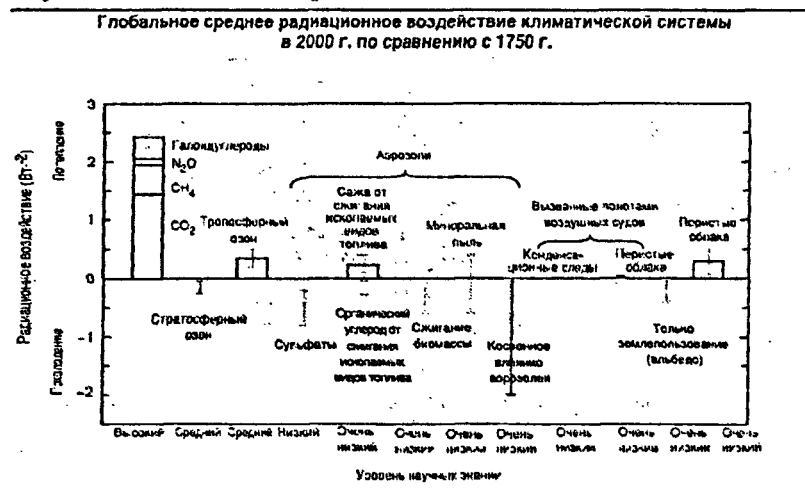 Глобальное среднее радиационное воздействие климатической системы
в 2000 г. по сравнению с 1750 г.
3
2
1
0
-1
-2
Радиационное воздействие (Вт.-2)
Потепление
Похолодание
Галоидуглероды
N2O
CH4
CO2
Тропосферный
озон
Аэрозоли
Сажа от
сжигания
ископаемых
видов
топлива
Минеральная
пыль
Вызванные полетами
воздушных судов
Конденса-
ционные следы
Перистые
облака
Перистые
облака
Стратосферный
озон
Сульфаты
Органический
углерод от
сжигания
ископаемых
видов топлива
Сжигание
биомассы
Косвенное
влияние
аэрозолей
Только
землепользование
(альбедо)
Высокий Средний Средний Низкий Очень низкий Очень низкий Очень низкий Очень низкий Очень низкий Очень низкий Очень низкий Очень низкий
Уровень научных знаний